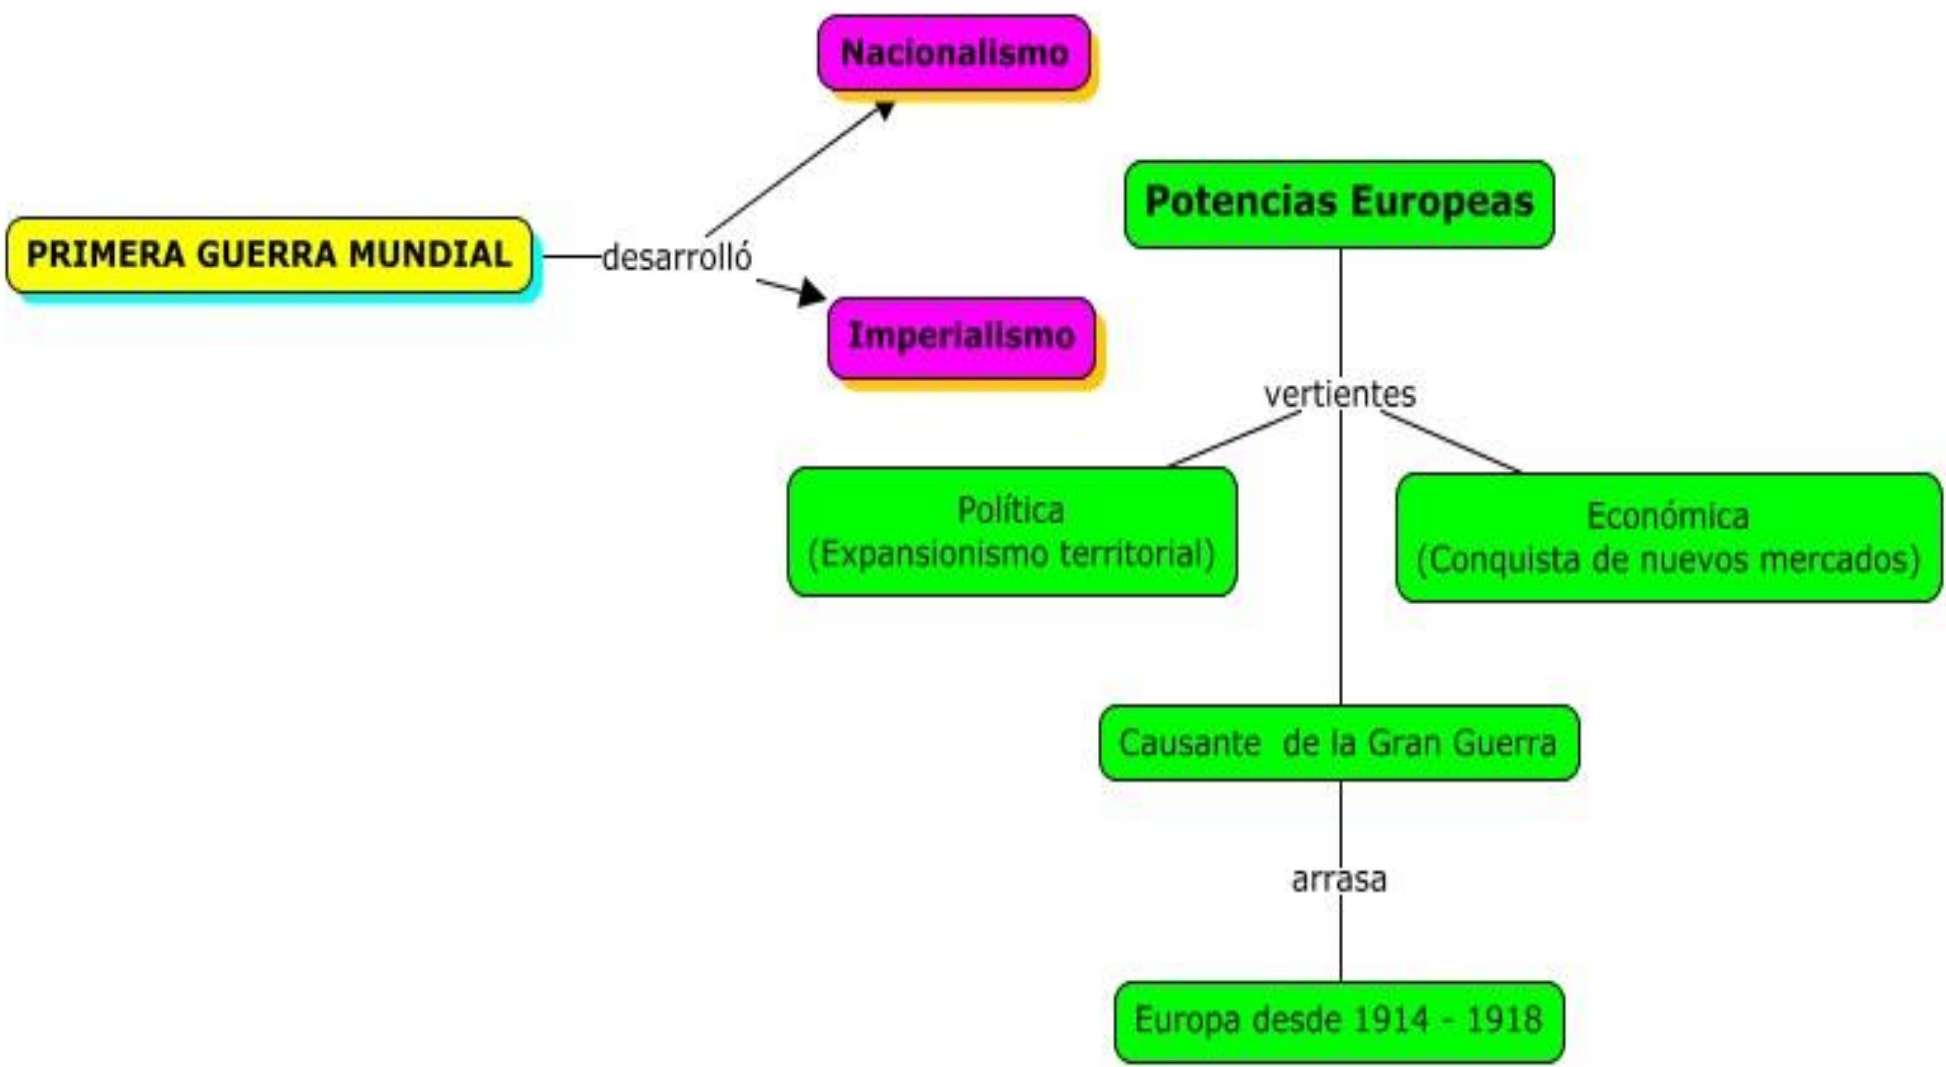 Nacionalismo
Potencias Europeas
PRIMERA GUERRA MUNDIAL
desarrolló
Imperialismo
vertientes
Política
(Expansionismo territorial)
Económica
(Conquista de nuevos mercados)
Causante de la Gran Guerra
arrasa
Europa desde 1914 - 1918